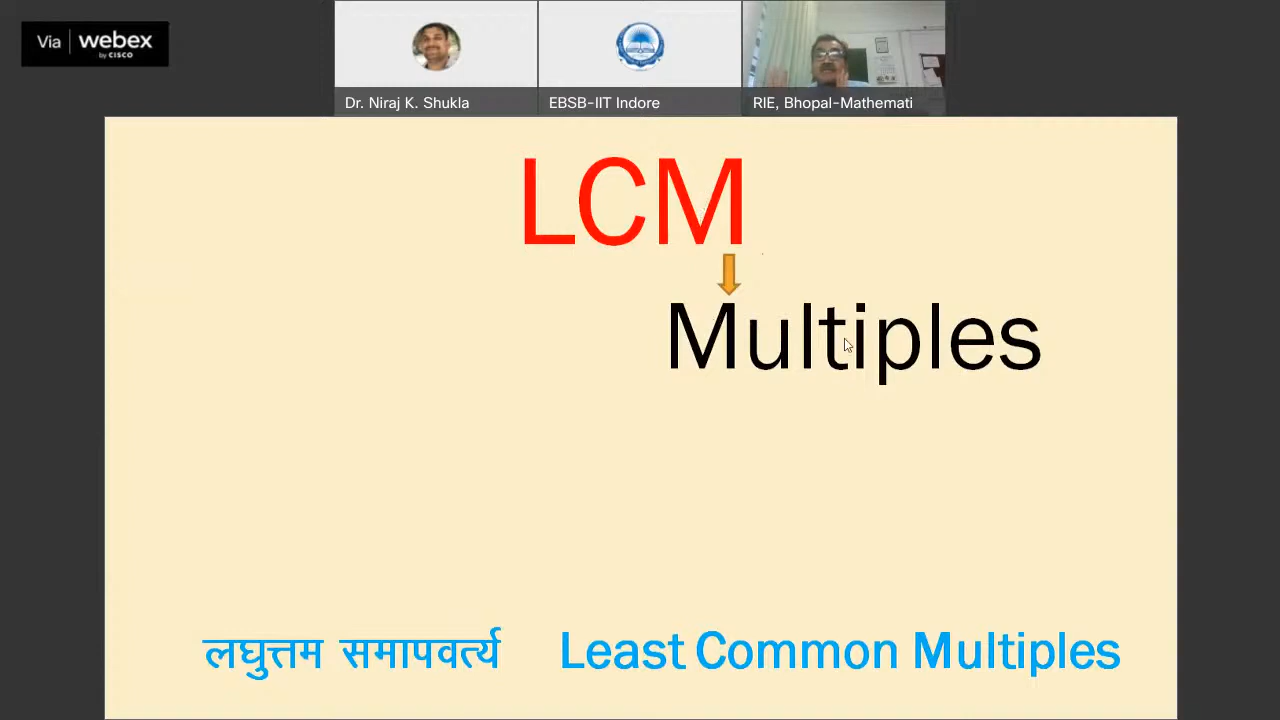 Via webex
by CISCO
Dr. Niraj K. Shukla
EBSB-IIT Indore
RIE, Bhopal-Mathemati
LCM
Multiples
लघुत्तम समापवर्त्य Least Common Multiples